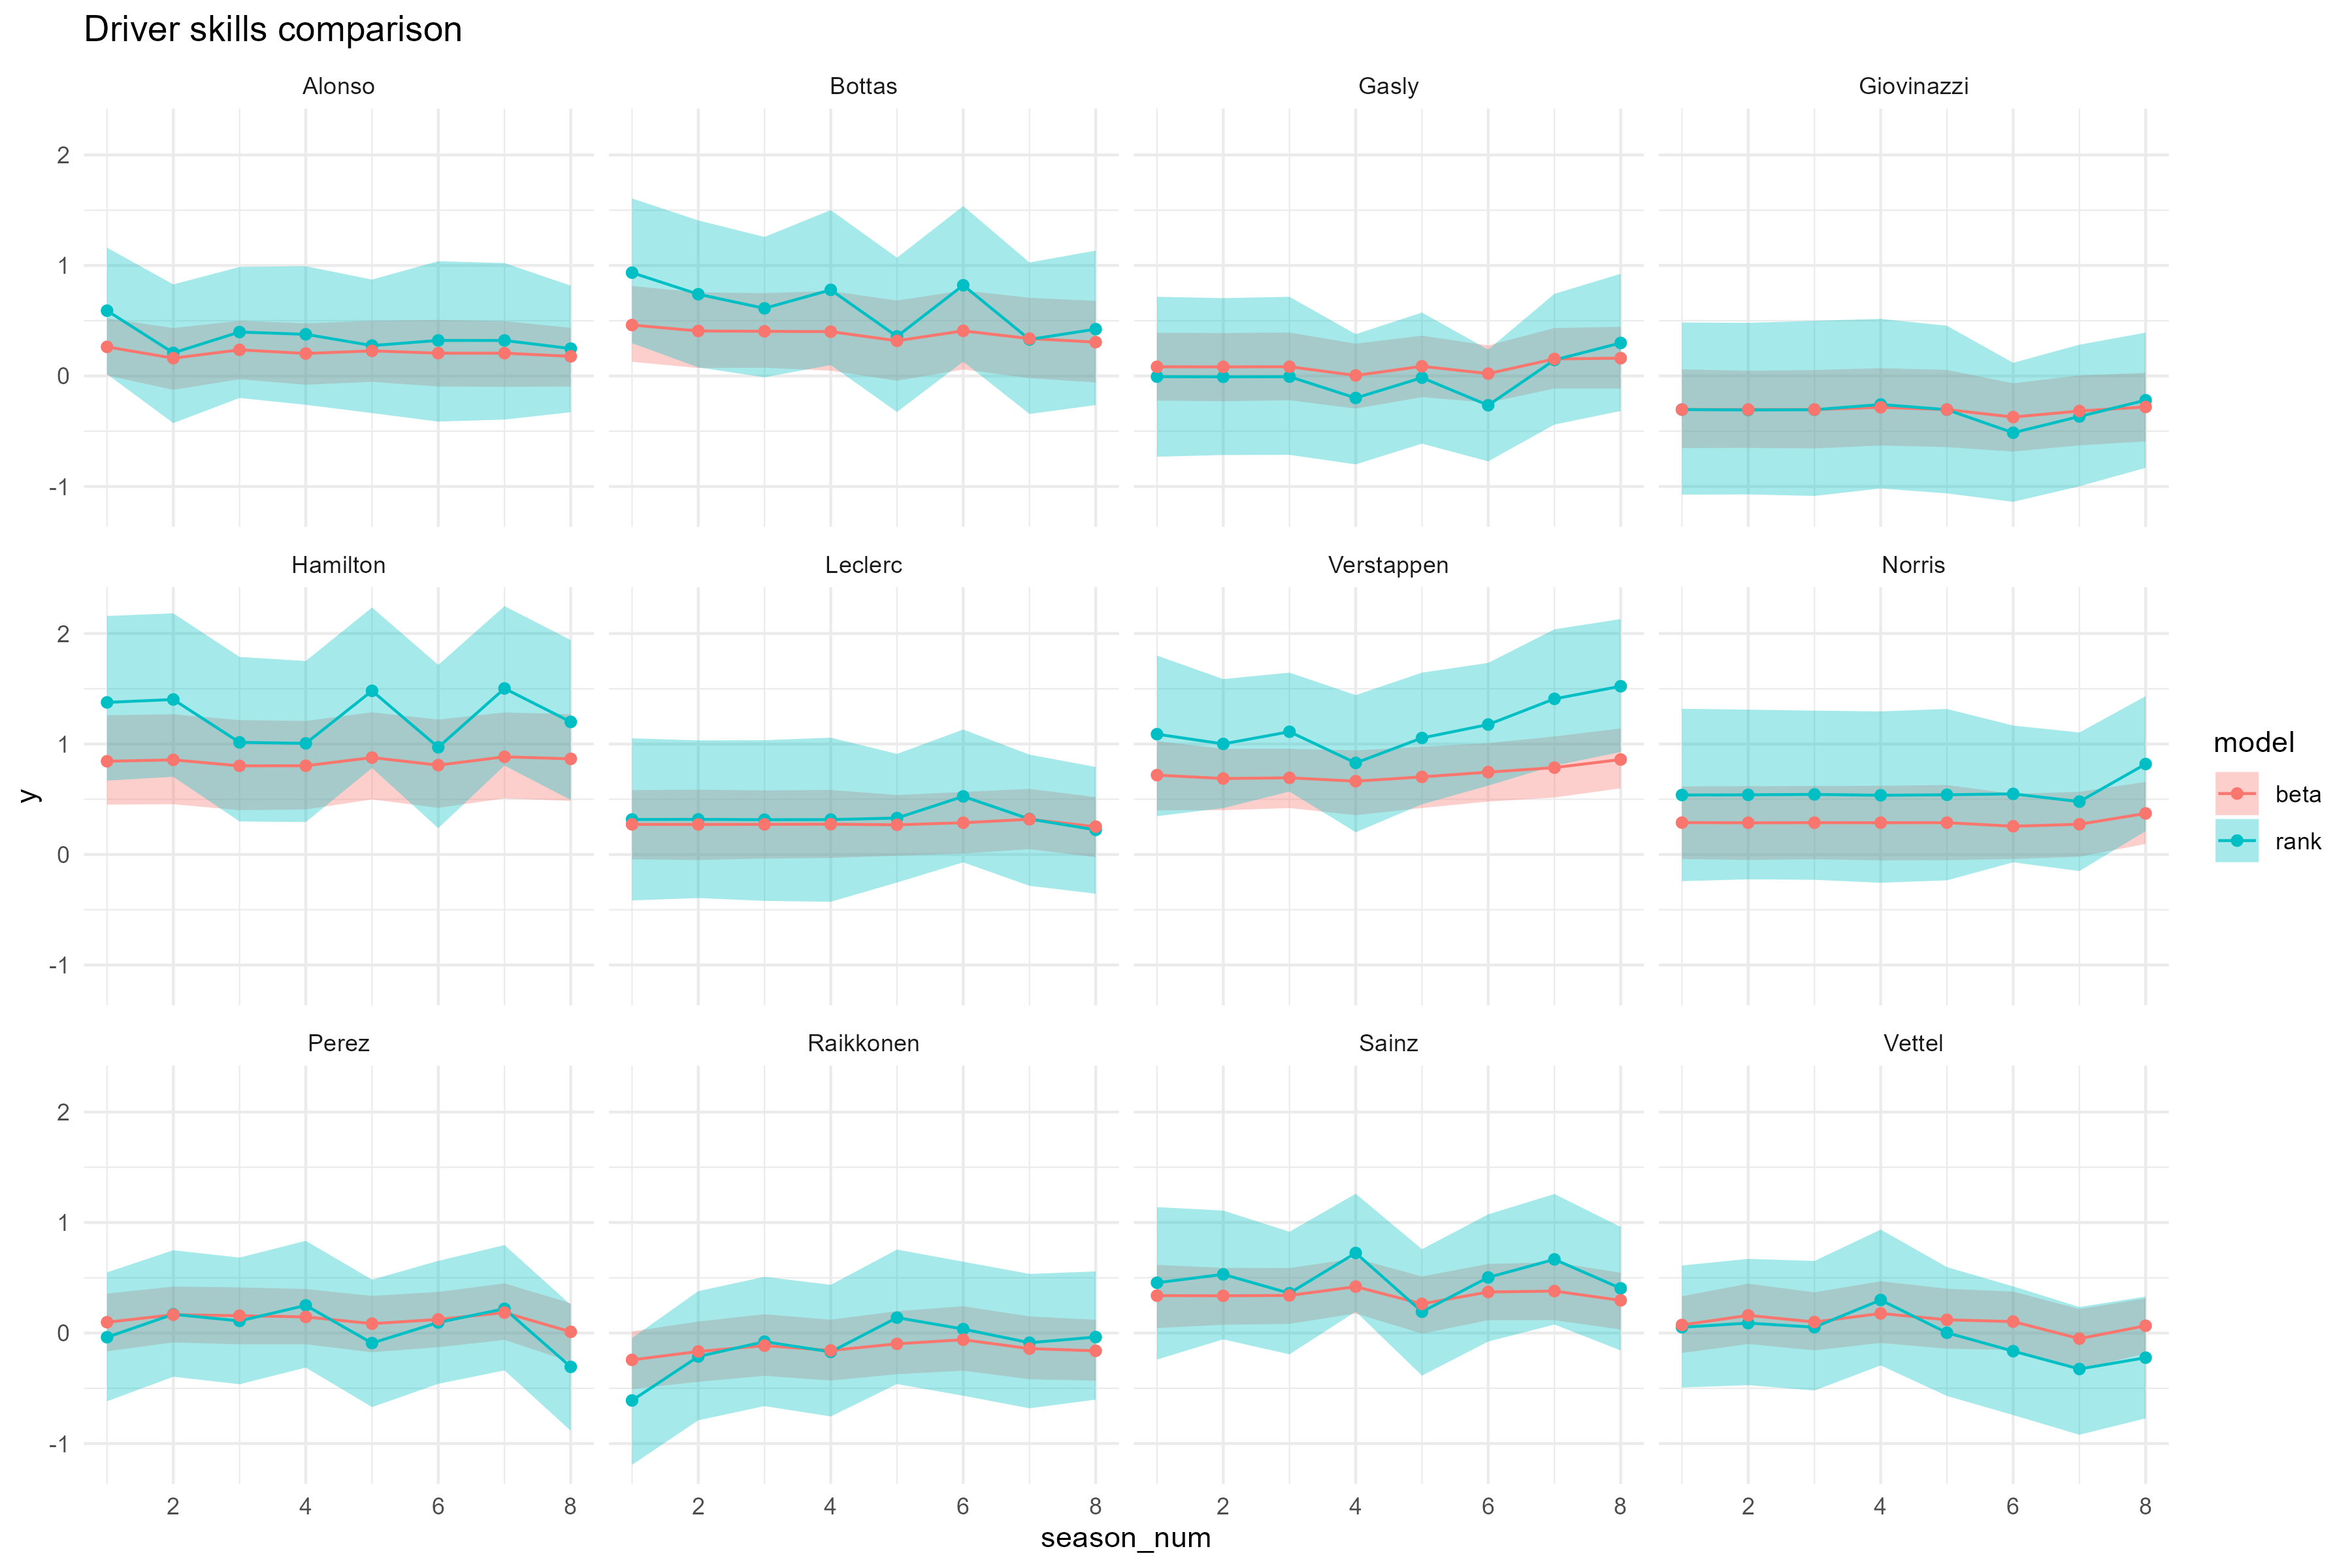 Driver skills comparison
Alonso Bottas Gasly Giovinazzi
2
1
0
-1
Hamilton Leclerc Verstappen Norris
2
1
0
-1
Perez Raikkonen Sainz Vettel
2
1
0
-1
2 4 6 8 2 4 6 8 2 4 6 8 2 4 6 8
season_num
y
model
beta
rank